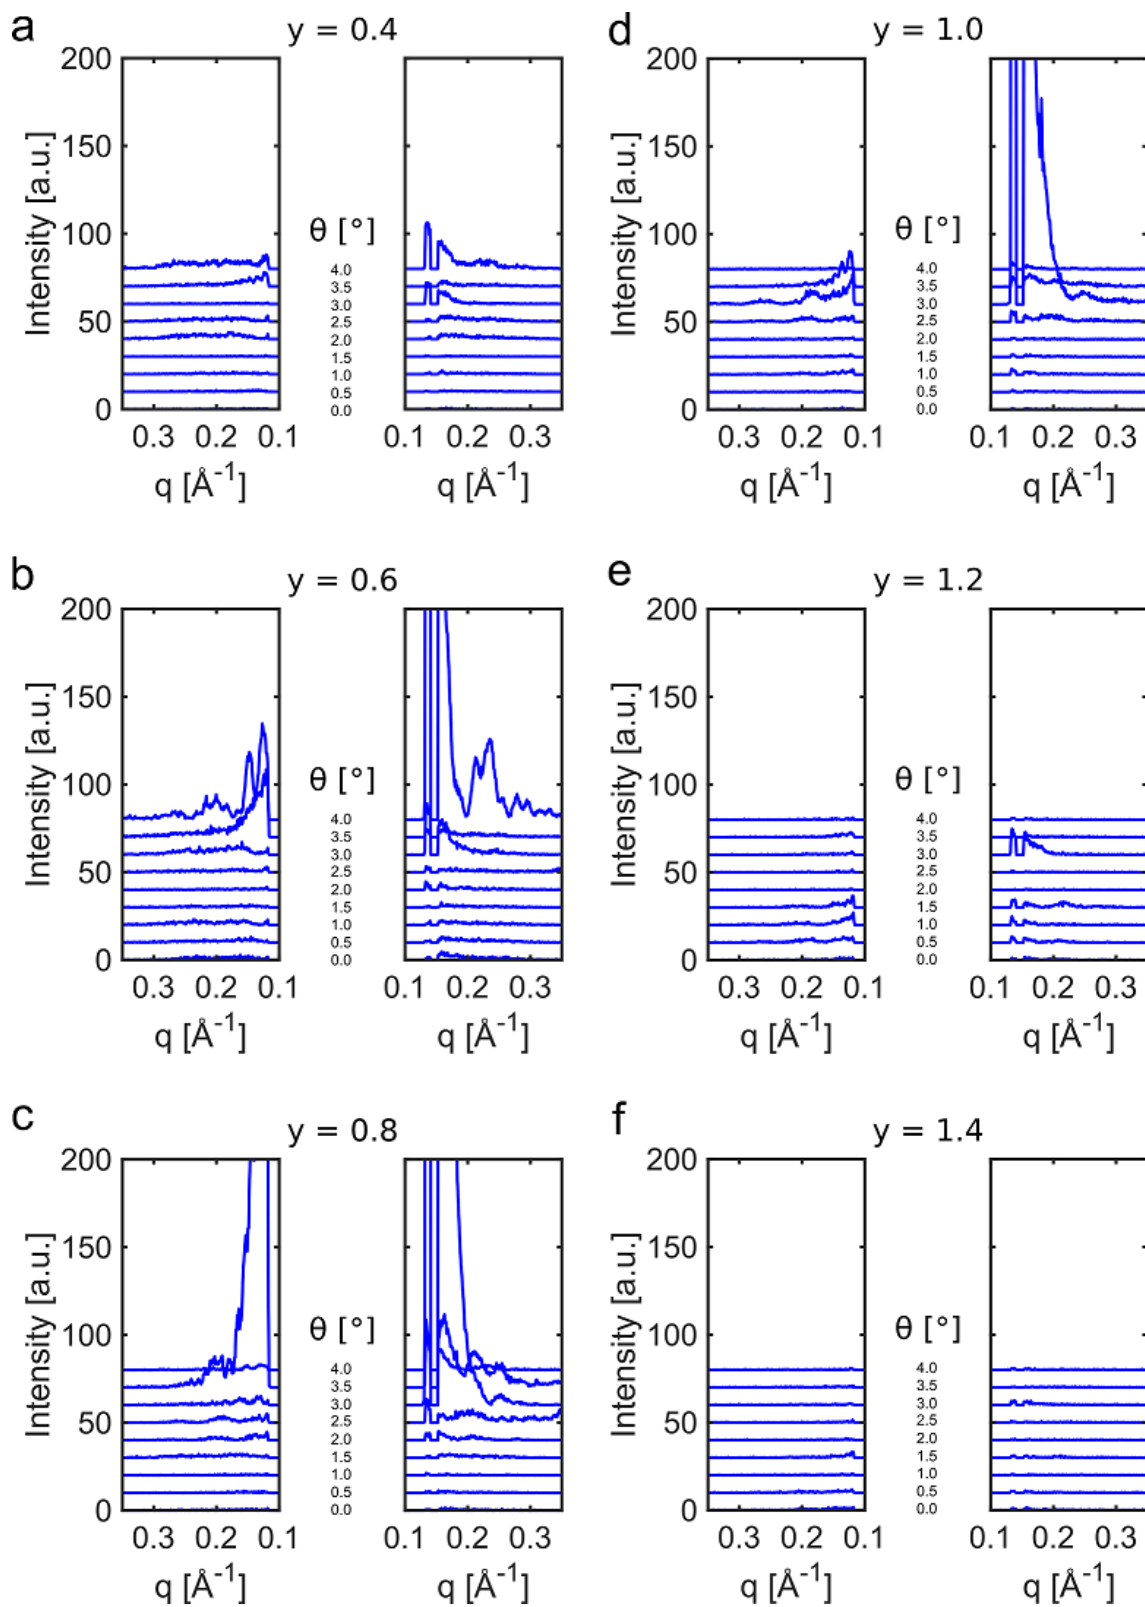 a
y = 0.4
200
150
100
50
0
Intensity [a.u.]
θ [°]
4.0
3.5
3.0
2.5
2.0
1.5
1.0
0.5
0.0
0.3 0.2 0.1
0.1 0.2 0.3
q [Å-1]
q [Å-1]
b
y = 0.6
200
150
100
50
0
Intensity [a.u.]
θ [°]
4.0
3.5
3.0
2.5
2.0
1.5
1.0
0.5
0.0
0.3 0.2 0.1
0.1 0.2 0.3
q [Å-1]
q [Å-1]
c
y = 0.8
200
150
100
50
0
Intensity [a.u.]
θ [°]
4.0
3.5
3.0
2.5
2.0
1.5
1.0
0.5
0.0
0.3 0.2 0.1
0.1 0.2 0.3
q [Å-1]
q [Å-1]
d
y = 1.0
200
150
100
50
0
Intensity [a.u.]
θ [°]
4.0
3.5
3.0
2.5
2.0
1.5
1.0
0.5
0.0
0.3 0.2 0.1
0.1 0.2 0.3
q [Å-1]
q [Å-1]
e
y = 1.2
200
150
100
50
0
Intensity [a.u.]
θ [°]
4.0
3.5
3.0
2.5
2.0
1.5
1.0
0.5
0.0
0.3 0.2 0.1
0.1 0.2 0.3
q [Å-1]
q [Å-1]
f
y = 1.4
200
150
100
50
0
Intensity [a.u.]
θ [°]
4.0
3.5
3.0
2.5
2.0
1.5
1.0
0.5
0.0
0.3 0.2 0.1
0.1 0.2 0.3
q [Å-1]
q [Å-1]